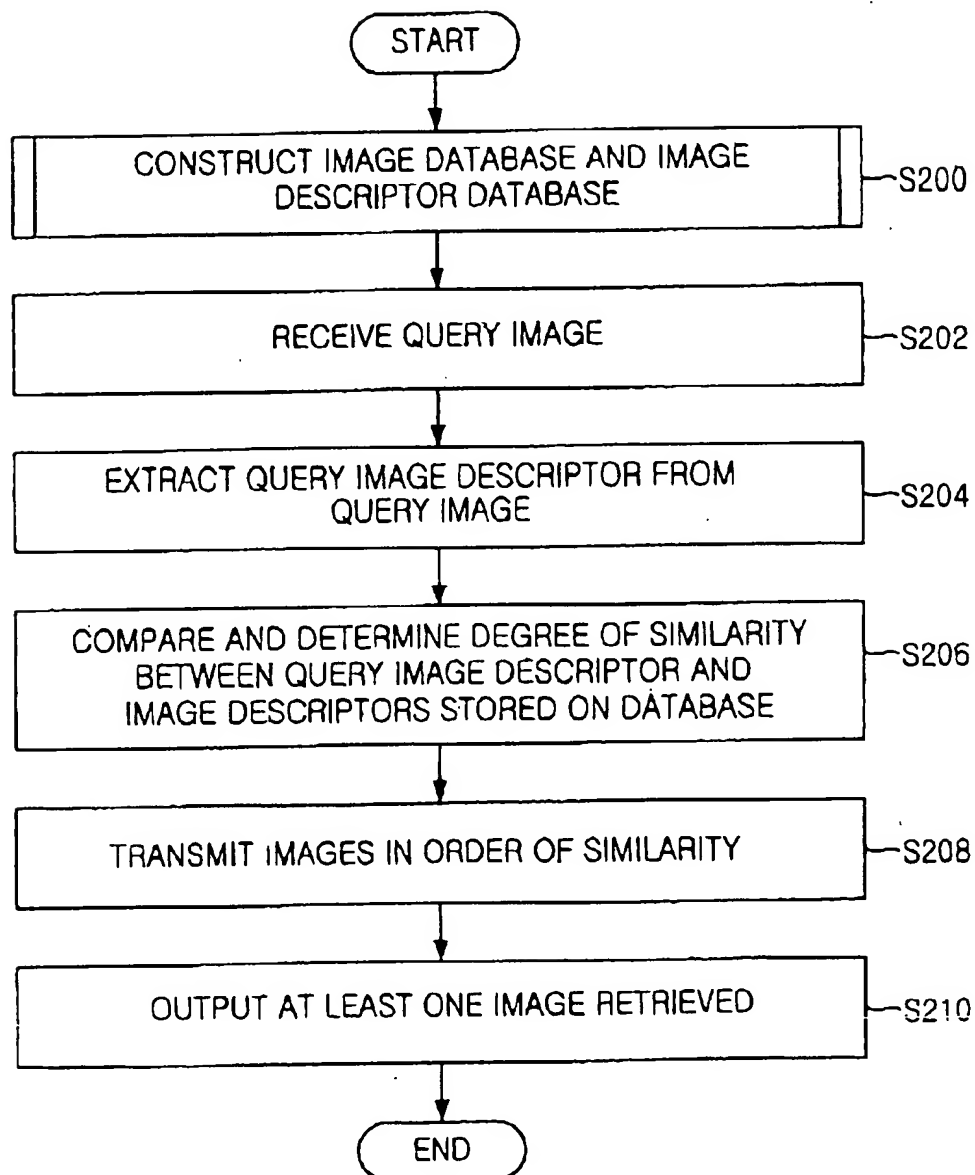 START
CONSTRUCT IMAGE DATABASE AND IMAGE
DESCRIPTOR DATABASE
S200
RECEIVE QUERY IMAGE
S202
EXTRACT QUERY IMAGE DESCRIPTOR FROM
QUERY IMAGE
S204
COMPARE AND DETERMINE DEGREE OF SIMILARITY
BETWEEN QUERY IMAGE DESCRIPTOR AND
IMAGE DESCRIPTORS STORED ON DATABASE
S206
TRANSMIT IMAGES IN ORDER OF SIMILARITY
S208
OUTPUT AT LEAST ONE IMAGE RETRIEVED
S210
END